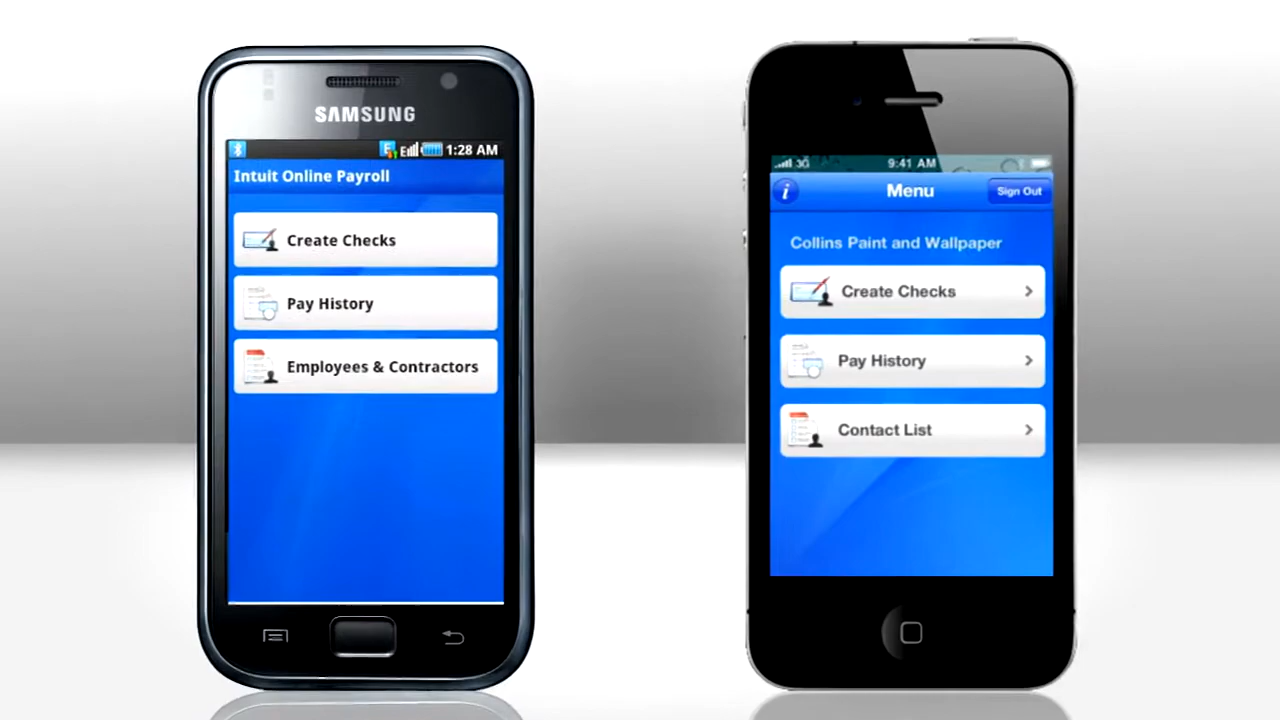 SAMSUNG
1:28 AM
Intuit Online Payroll
Create Checks
Pay History
Employees & Contractors
3G 9:41 AM
i Menu Sign Out
Collins Paint and Wallpaper
Create Checks
Pay History
Contact List